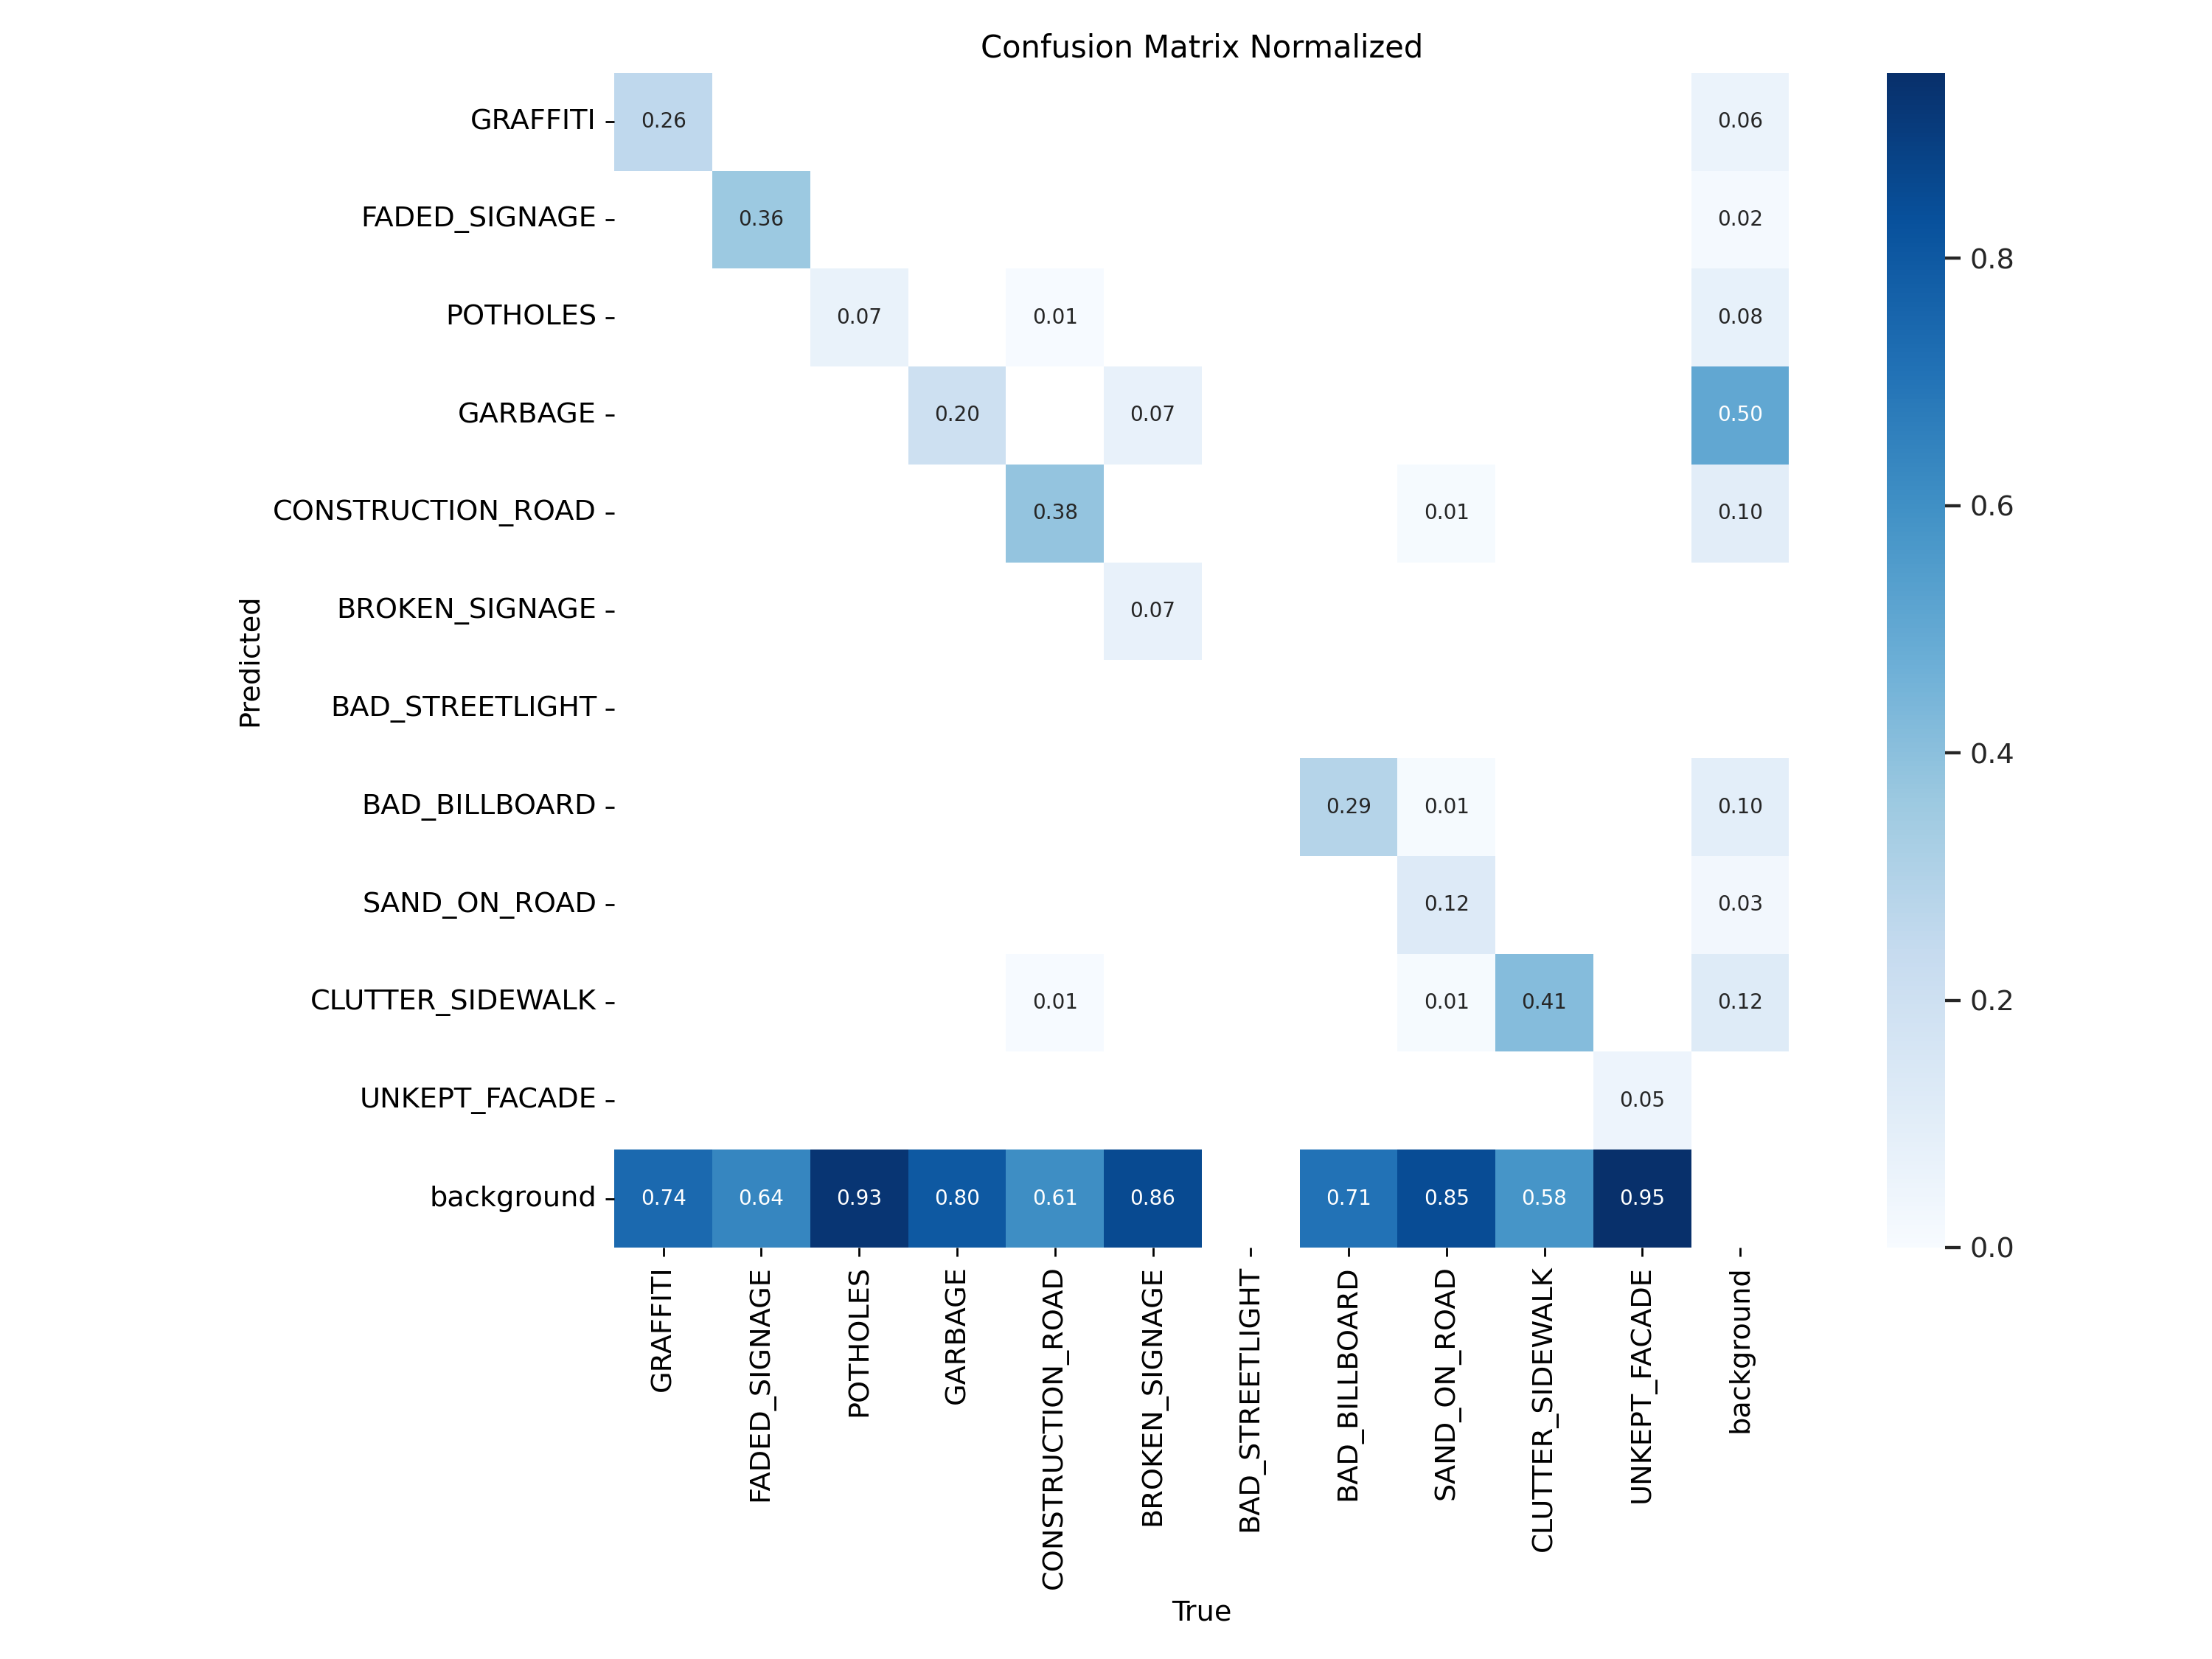 Confusion Matrix Normalized
GRAFFITI 0.26 0.06
FADED_SIGNAGE 0.36 0.02
POTHOLES 0.07 0.01 0.08
GARBAGE 0.20 0.07 0.50
CONSTRUCTION_ROAD 0.38 0.01 0.10
BROKEN_SIGNAGE 0.07
BAD_STREETLIGHT
BAD_BILLBOARD 0.29 0.01 0.10
SAND_ON_ROAD 0.12 0.03
CLUTTER_SIDEWALK 0.01 0.01 0.41 0.12
UNKEPT_FACADE 0.05
background 0.74 0.64 0.93 0.80 0.61 0.86 0.71 0.85 0.58 0.95
Predicted
GRAFFITI
FADED_SIGNAGE
POTHOLES
GARBAGE
CONSTRUCTION_ROAD
BROKEN_SIGNAGE
BAD_STREETLIGHT
BAD_BILLBOARD
SAND_ON_ROAD
CLUTTER_SIDEWALK
UNKEPT_FACADE
background
True
0.8
0.6
0.4
0.2
0.0